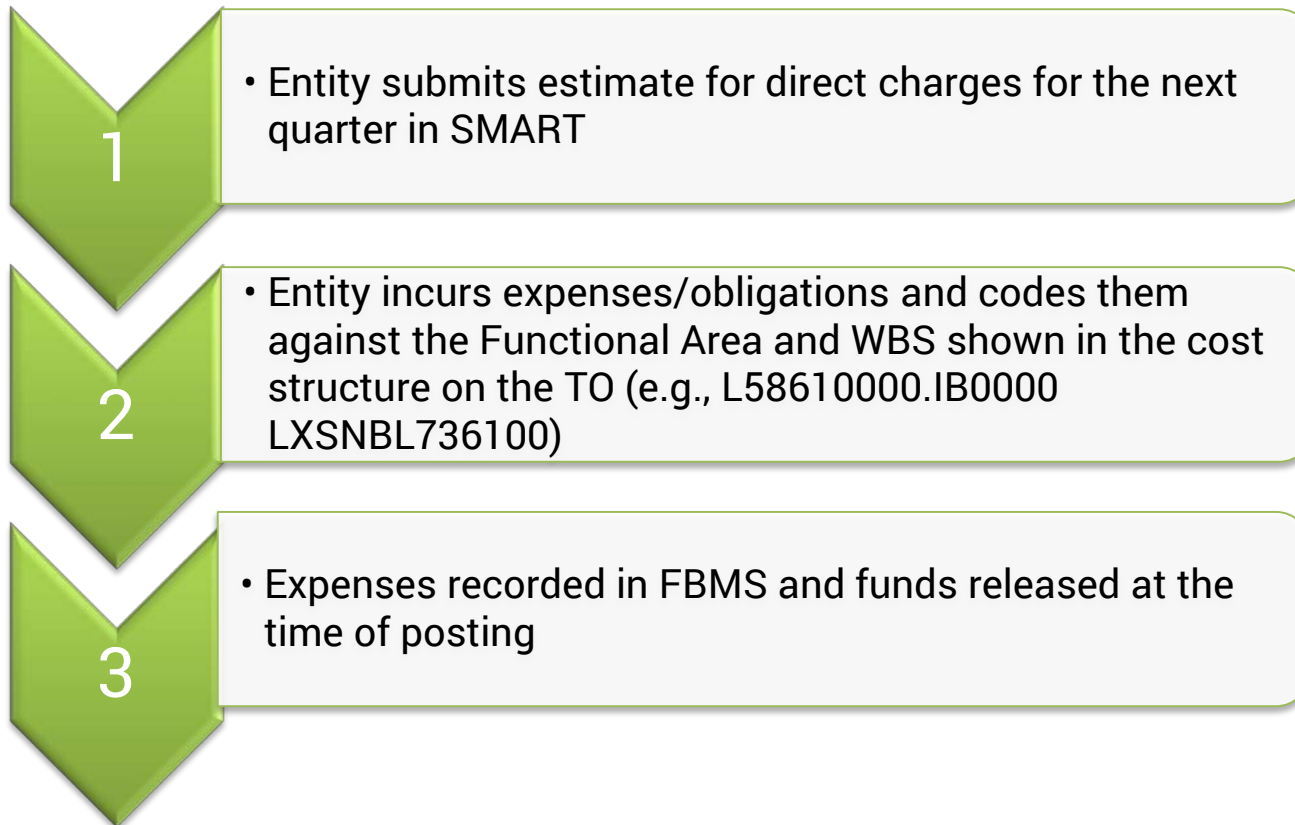 1
• Entity submits estimate for direct charges for the next
quarter in SMART
2
• Entity incurs expenses/obligations and codes them
against the Functional Area and WBS shown in the cost
structure on the TO (e.g., L58610000.IB0000
LXSNBL736100)
3
• Expenses recorded in FBMS and funds released at the
time of posting